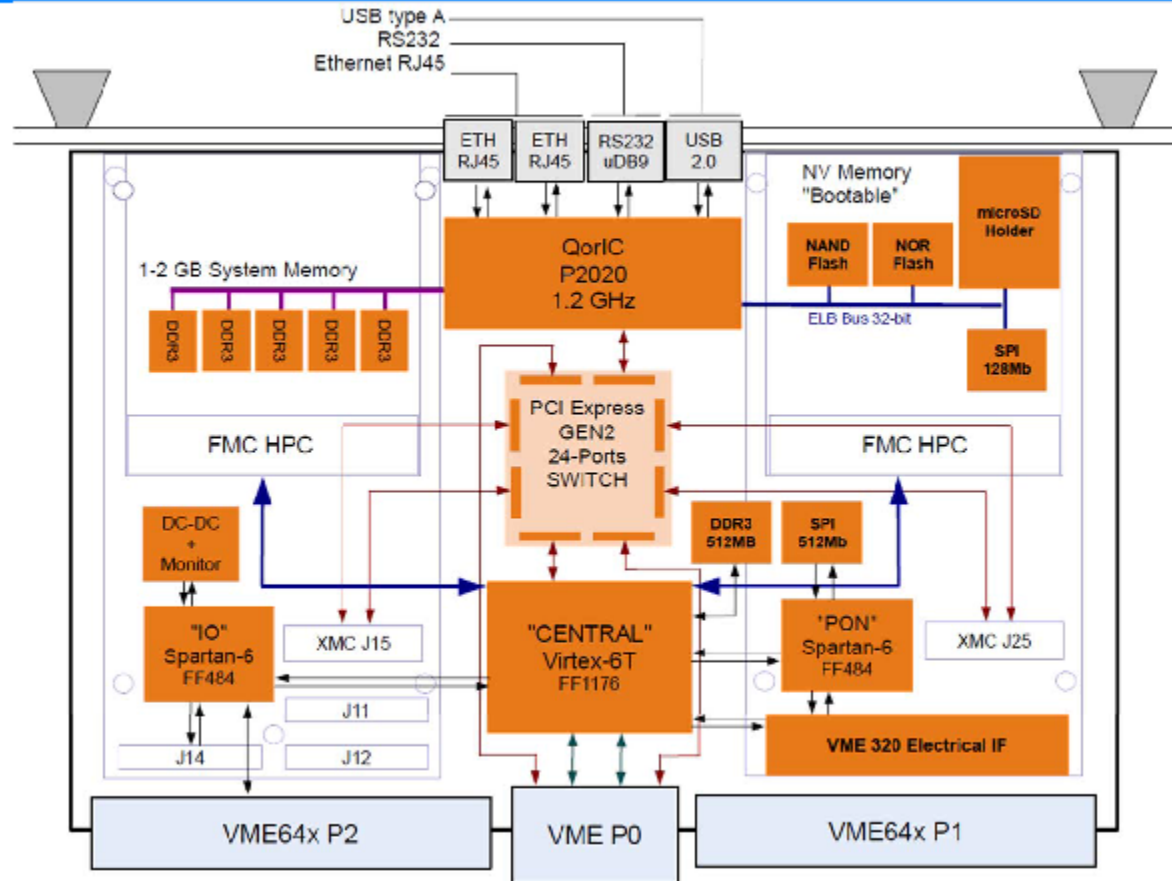 USB type A
RS232
Ethernet RJ45
ETH
RJ45
ETH
RJ45
RS232
uDB9
USB
2.0
NV Memory
"Bootable"
microSD
Holder
NAND
Flash
NOR
Flash
QorIC
P2020
1.2 GHz
1-2 GB System Memory
ELB Bus 32-bit
DDR3
DDR3
DDR3
DDR3
DDR3
SPI
128Mb
PCI Express
GEN2
24-Ports
SWITCH
FMC HPC
FMC HPC
DC-DC
+
Monitor
DDR3
512MB
SPI
512Mb
"IO"
Spartan-6
FF484
XMC J15
"CENTRAL"
Virtex-6T
FF1176
"PON"
Spartan-6
FF484
XMC J25
J11
J14
J12
VME 320 Electrical IF
VME64x P2
VME P0
VME64x P1